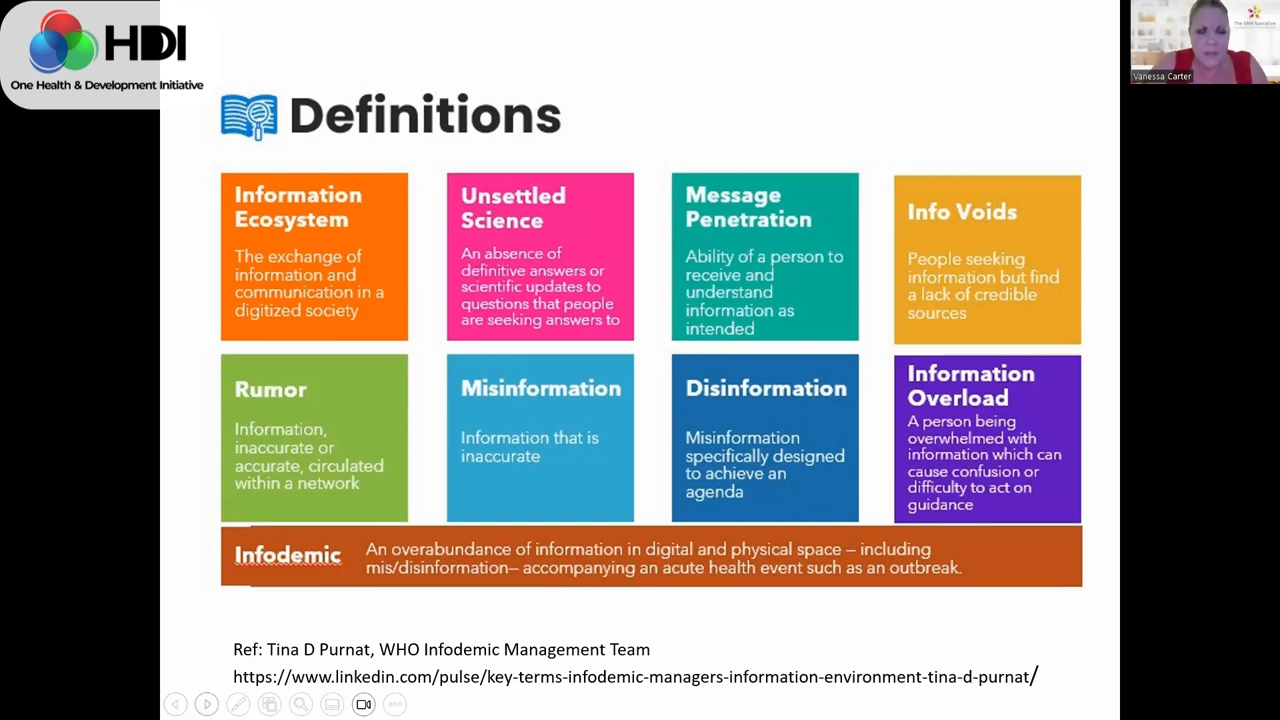 HDI
One Health & Development Initiative
Vanessa Carter
Definitions
Information
Ecosystem
The exchange of
information and
communication in a
digitized society
Unsettled
Science
An absence of
definitive answers or
scientific updates to
questions that people
are seeking answers to
Message
Penetration
Ability of a person to
receive and
understand
information as
intended
Info Voids
People seeking
information but find
a lack of credible
sources
Rumor
Information,
inaccurate or
accurate, circulated
within a network
Misinformation
Information that is
inaccurate
Disinformation
Misinformation
specifically designed
to achieve an
agenda
Information
Overload
A person being
overwhelmed with
information which can
cause confusion or
difficulty to act on
guidance
Infodemic
An overabundance of information in digital and physical space – including
mis/disinformation– accompanying an acute health event such as an outbreak.
Ref: Tina D Purnat, WHO Infodemic Management Team
https://www.linkedin.com/pulse/key-terms-infodemic-managers-information-environment-tina-d-purnat/